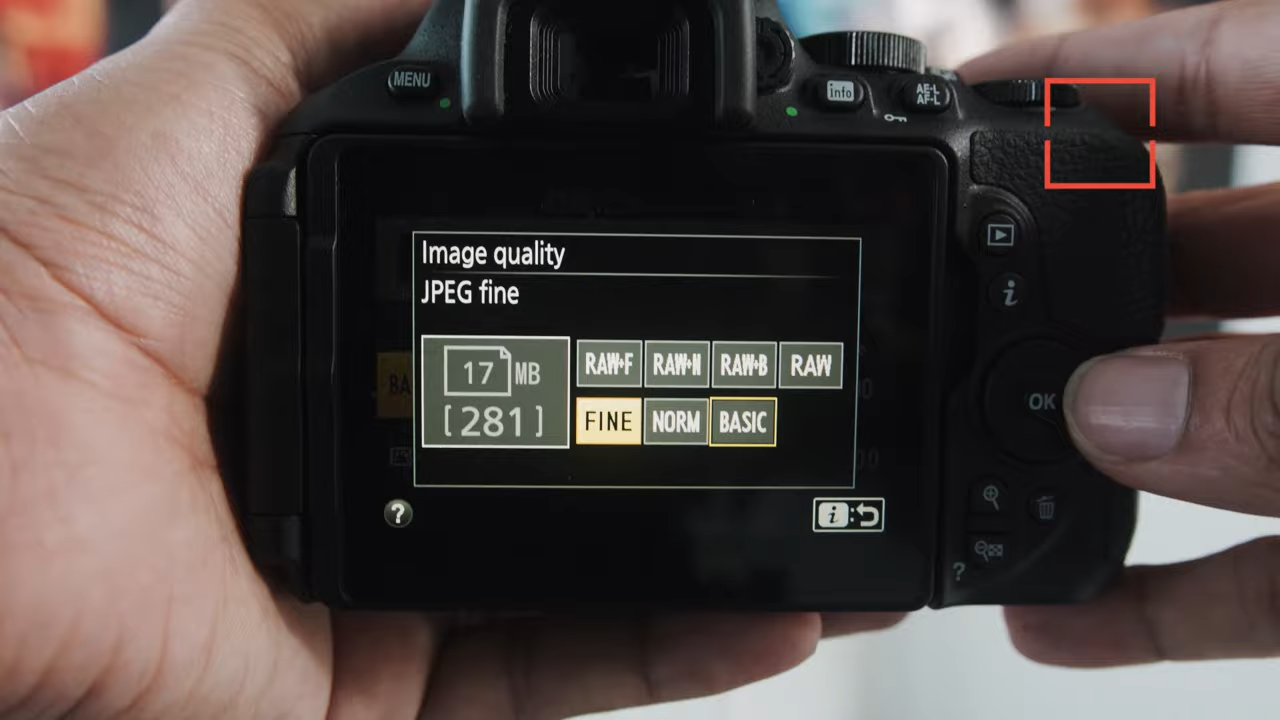 MENU
info
AE-L
AF-L
Image quality
JPEG fine
17 MB
[281]
RAW+F RAW+N RAW+B RAW
FINE NORM BASIC
BA
i
OK
?
i:
?